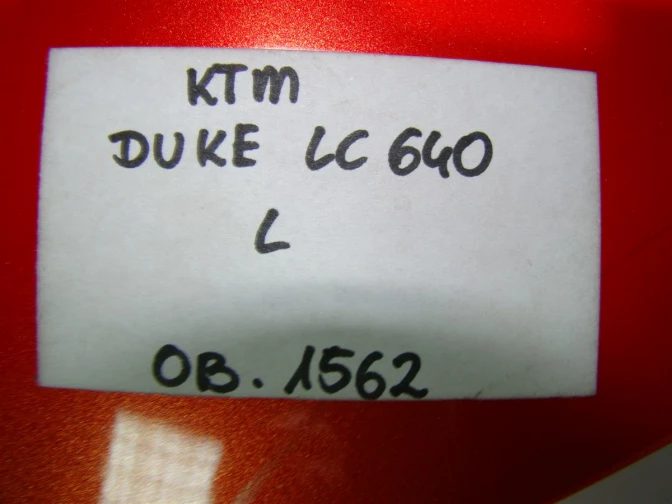 KTM
DUKE LC 640
L
OB. 1562